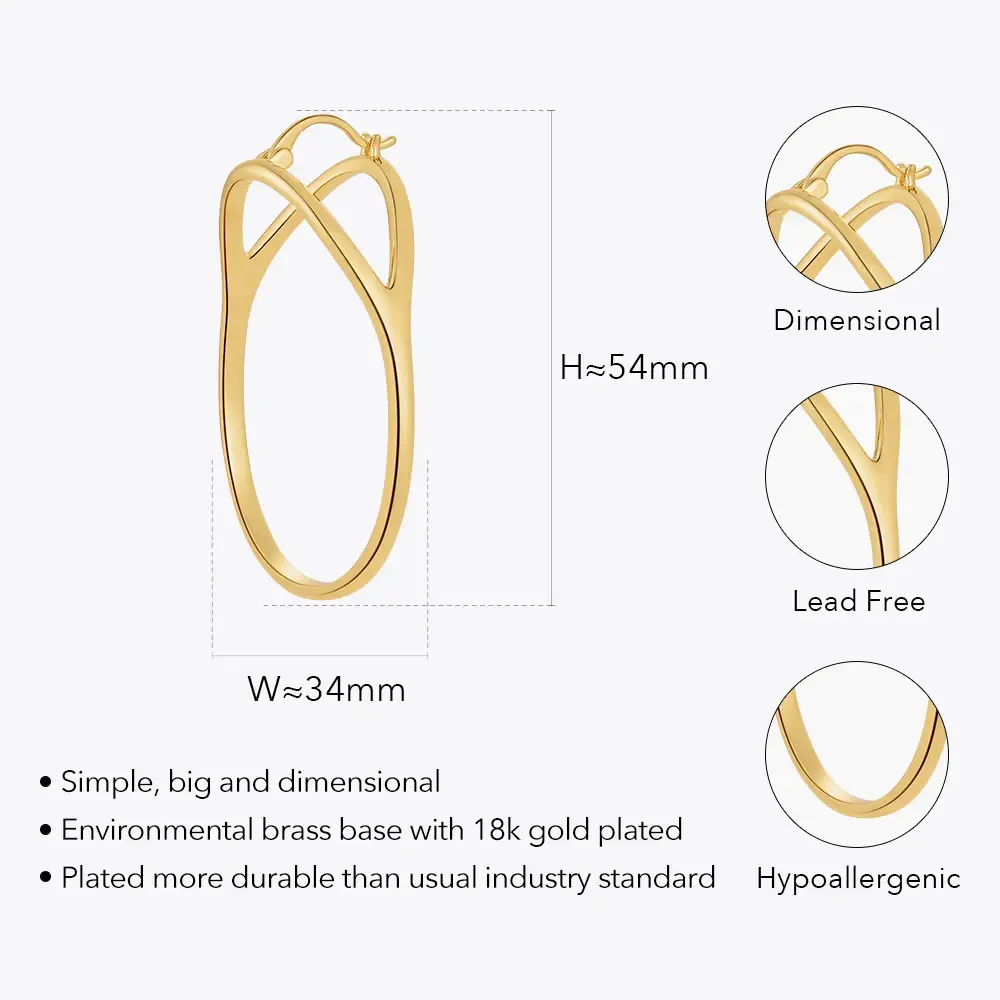 Dimensional
H≈54mm
Lead Free
W≈34mm
• Simple, big and dimensional
• Environmental brass base with 18k gold plated
• Plated more durable than usual industry standard
Hypoallergenic